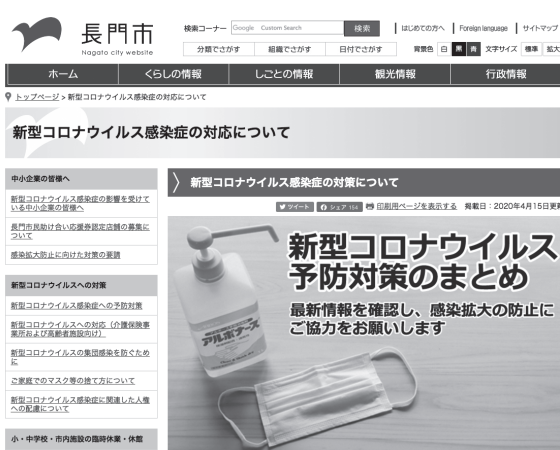 長門市
Nagato city website
検索コーナー Google Custom Search 検索
はじめての方へ Foreign language サイトマップ
分類でさがす 組織でさがす 日付でさがす
背景色 白 黒 青 文字サイズ 標準 拡大
ホーム くらしの情報 しごとの情報 観光情報 行政情報
トップページ > 新型コロナウイルス感染症の対応について
新型コロナウイルス感染症の対応について
中小企業の皆様へ
新型コロナウイルス感染症の影響を受けて
いる中小企業の皆様へ
長門市民助け合い応援券認定店舗の募集に
ついて
感染拡大防止に向けた対策の要請
新型コロナウイルスへの対策
新型コロナウイルス感染症への予防対策
新型コロナウイルスへの対応（介護保険事
業所および高齢者施設向け）
新型コロナウイルスの集団感染を防ぐため
に
ご家庭でのマスク等の捨て方について
新型コロナウイルス感染症に関連した人権
への配慮について
小・中学校・市内施設の臨時休業・休館
新型コロナウイルス感染症の対策について
ツイート シェア 154 印刷用ページを表示する 掲載日：2020年4月15日更
新型コロナウイルス
予防対策のまとめ
最新情報を確認し、感染拡大の防止に
ご協力をお願いします
アルボナース